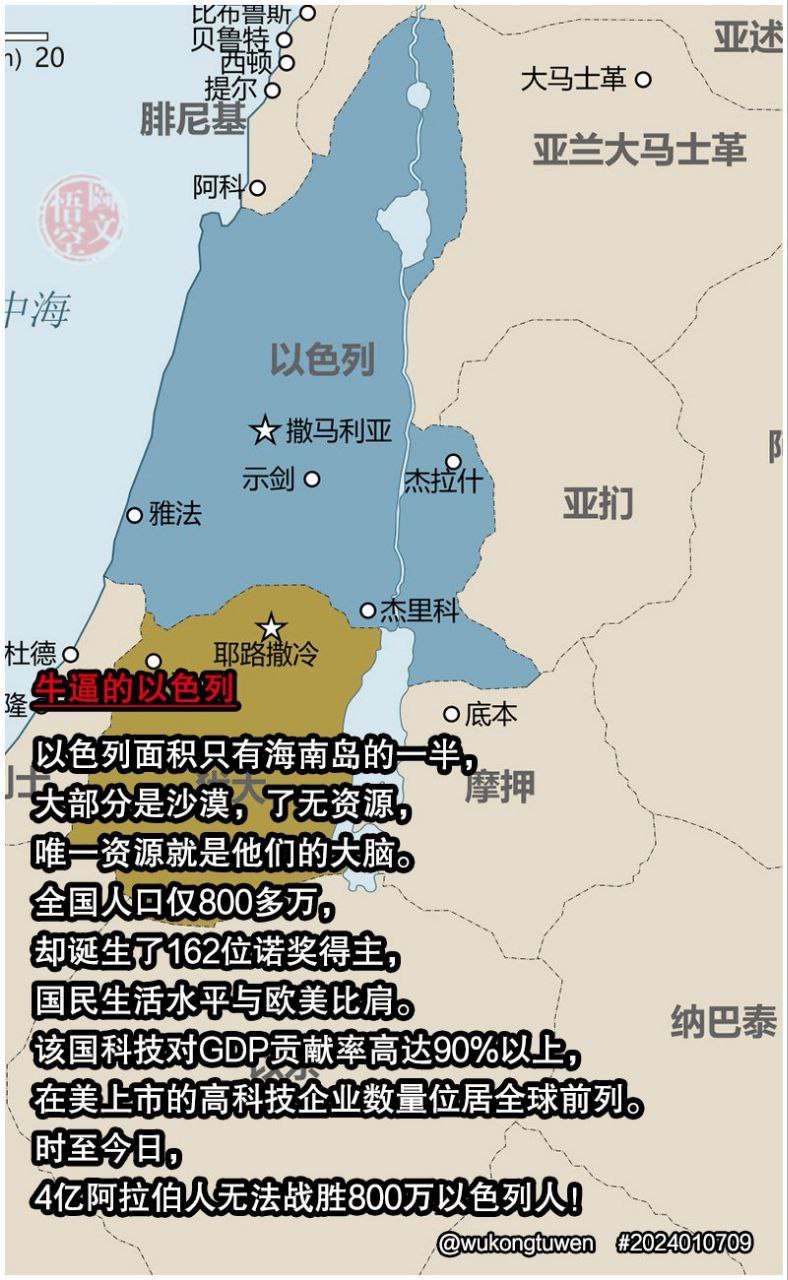 比布鲁斯
贝鲁特
西顿
提尔
腓尼基
阿科
20
亚述
大马士革
亚兰大马士革
悟空
图文
中海
以色列
撒马利亚
示剑
杰拉什
雅法
亚扪
杰里科
耶路撒冷
杜德
隆
底本
摩押
纳巴泰
牛逼的以色列
以色列面积只有海南岛的一半，
大部分是沙漠，了无资源，
唯一资源就是他们的大脑。
全国人口仅800多万，
却诞生了162位诺奖得主，
国民生活水平与欧美比肩。
该国科技对GDP贡献率高达90%以上，
在美上市的高科技企业数量位居全球前列。
时至今日，
4亿阿拉伯人无法战胜800万以色列人！
@wukongtuwen #2024010709